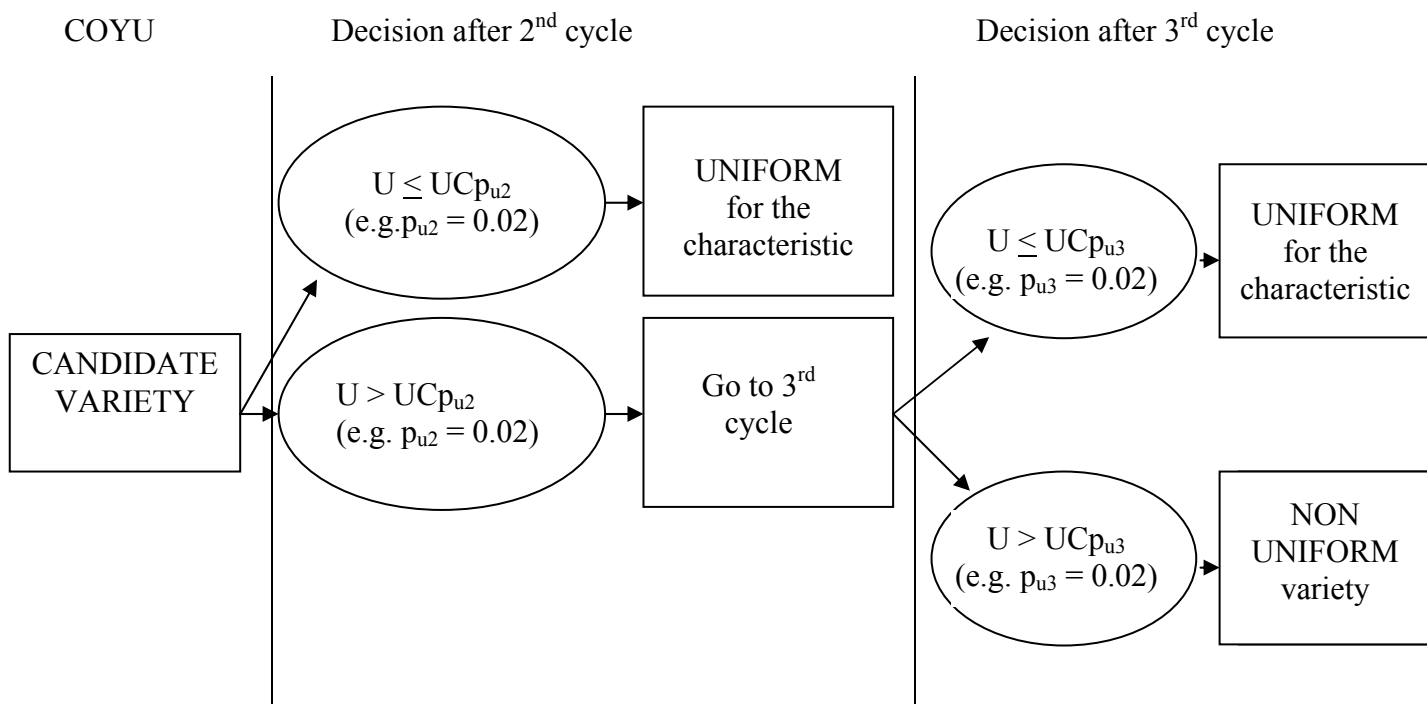 COYU
Decision after 2nd cycle
Decision after 3rd cycle
U ≤ UCpu2
(e.g.pu2 = 0.02)
UNIFORM
for the
characteristic
U ≤ UCpu3
(e.g. pu3 = 0.02)
UNIFORM
for the
characteristic
CANDIDATE
VARIETY
U > UCpu2
(e.g. pu2 = 0.02)
Go to 3rd
cycle
U > UCpu3
(e.g. pu3 = 0.02)
NON
UNIFORM
variety